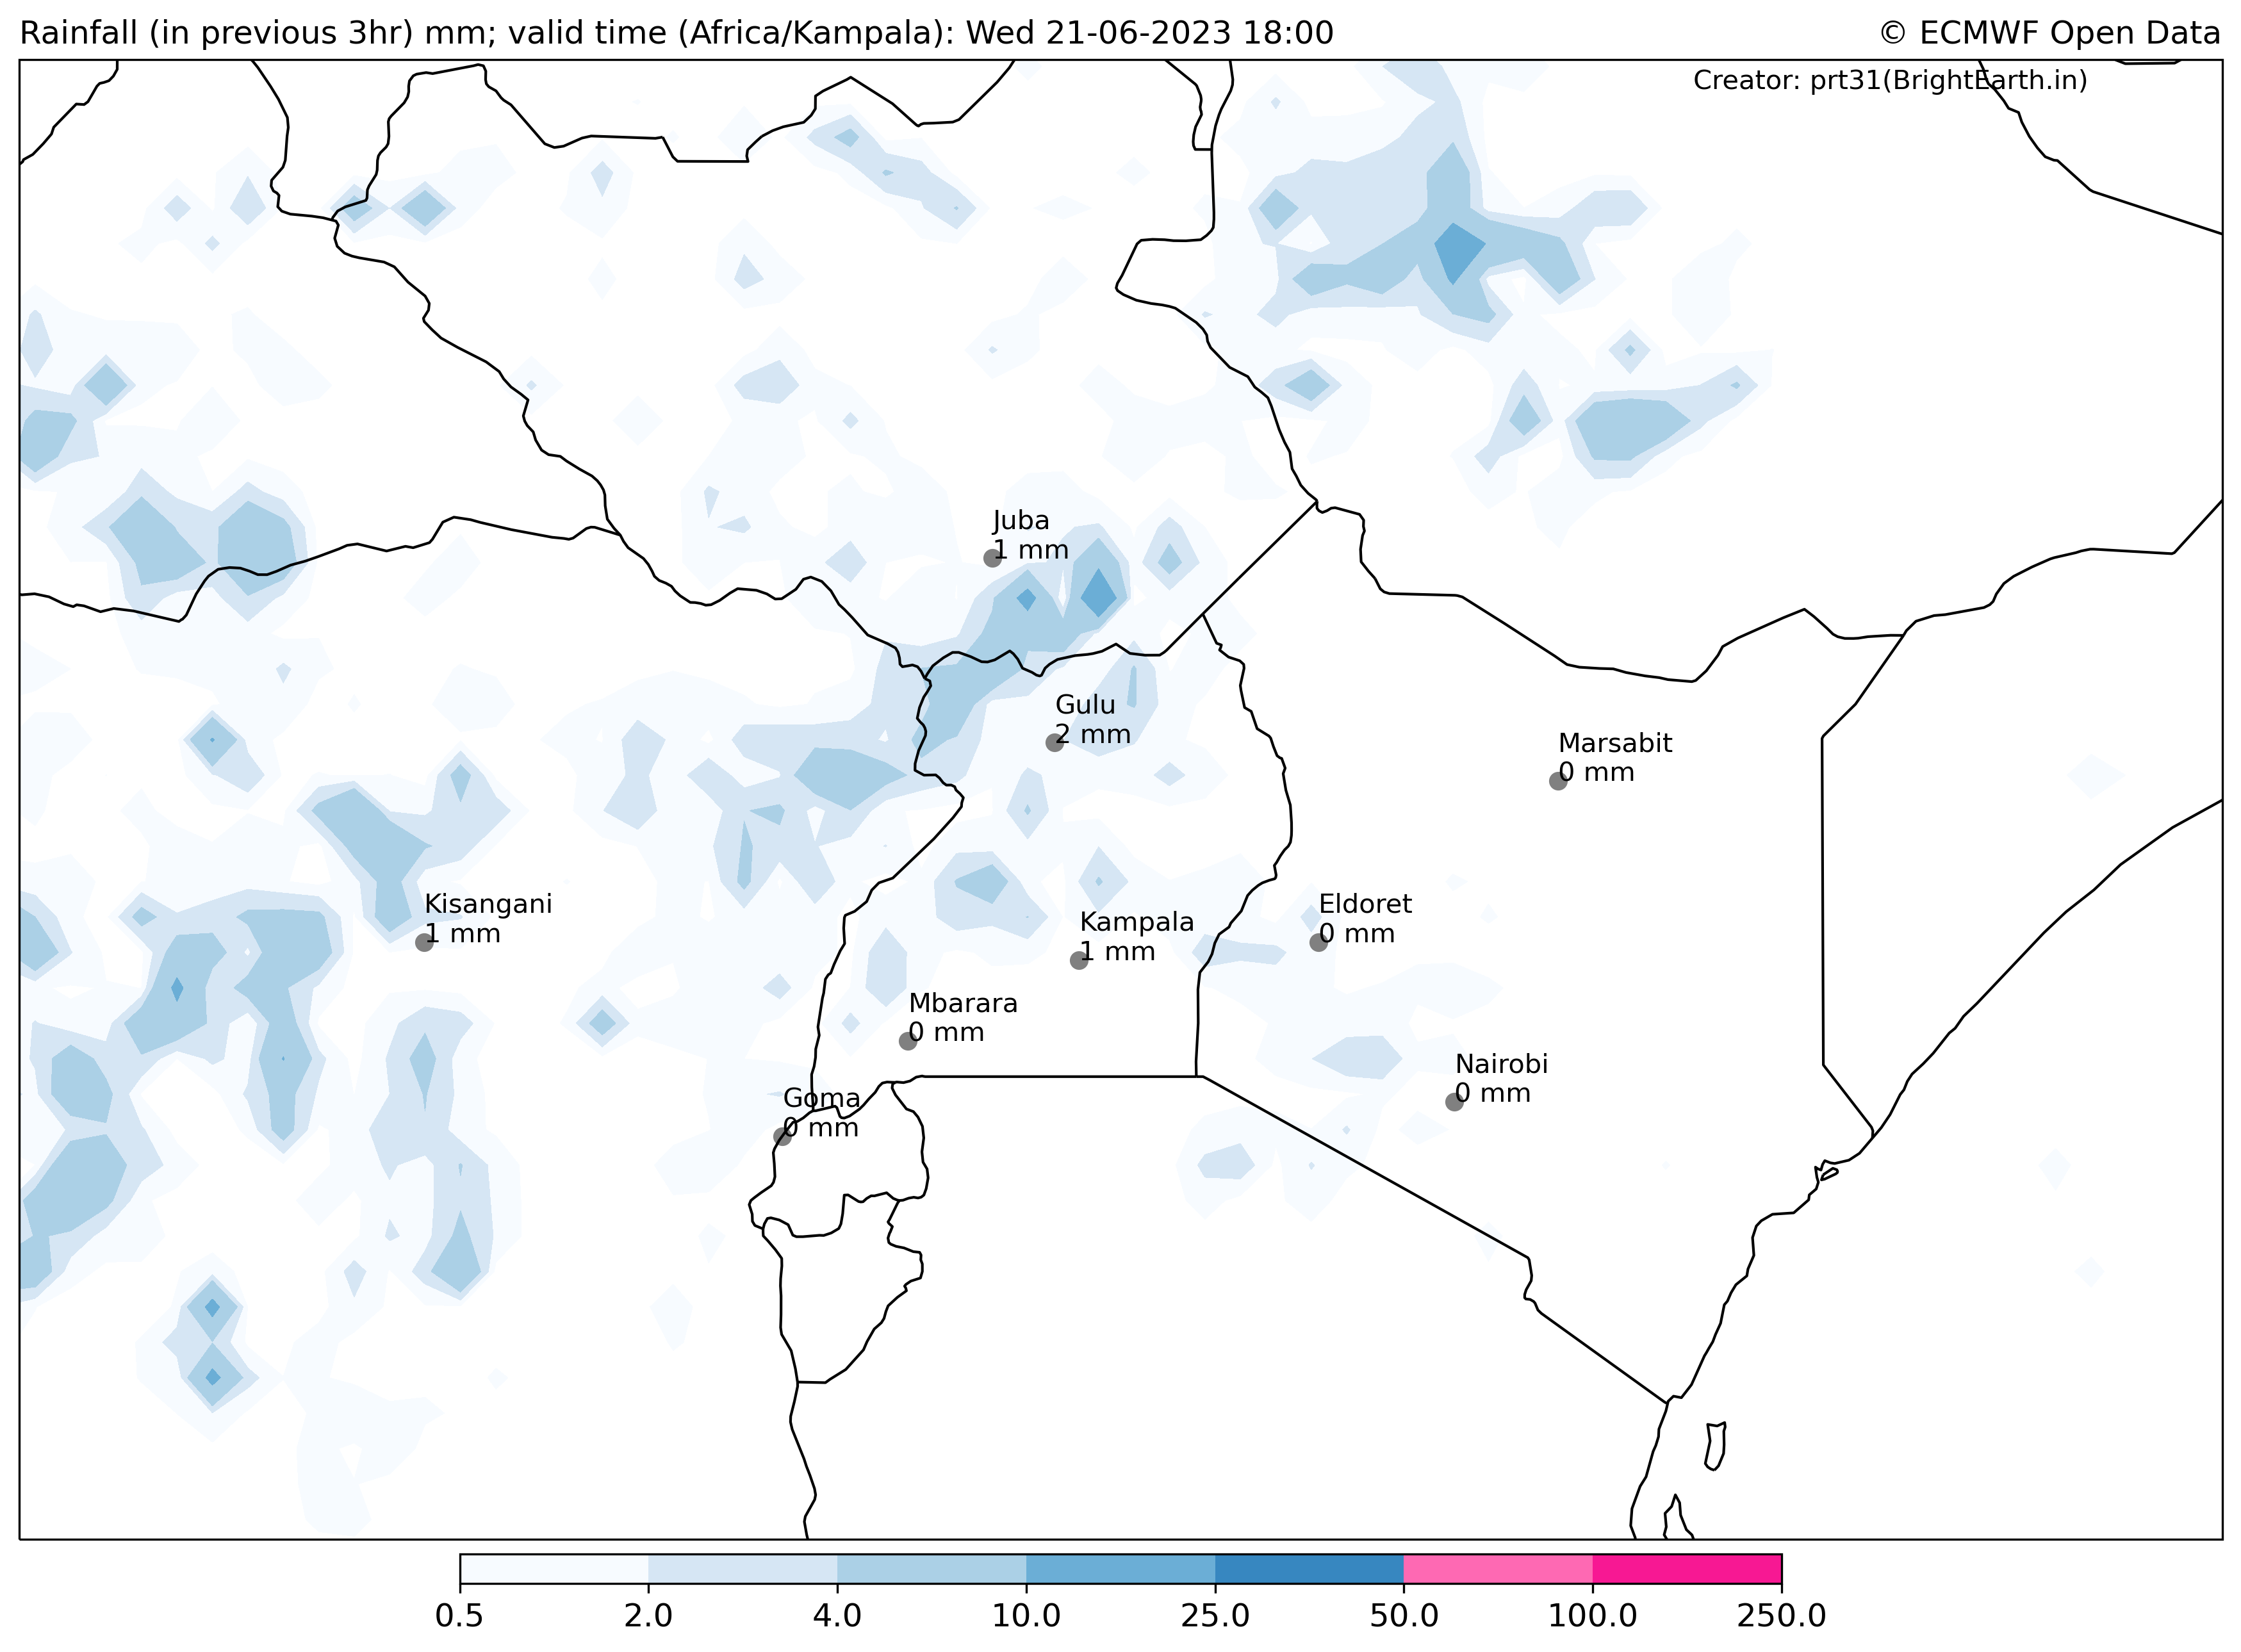 Rainfall (in previous 3hr) mm; valid time (Africa/Kampala): Wed 21-06-2023 18:00
© ECMWF Open Data
Creator: prt31(BrightEarth.in)
Juba
1 mm
Gulu
2 mm
Marsabit
0 mm
Kisangani
1 mm
Eldoret
0 mm
Kampala
1 mm
Mbarara
0 mm
Nairobi
0 mm
Goma
0 mm
0.5 2.0 4.0 10.0 25.0 50.0 100.0 250.0